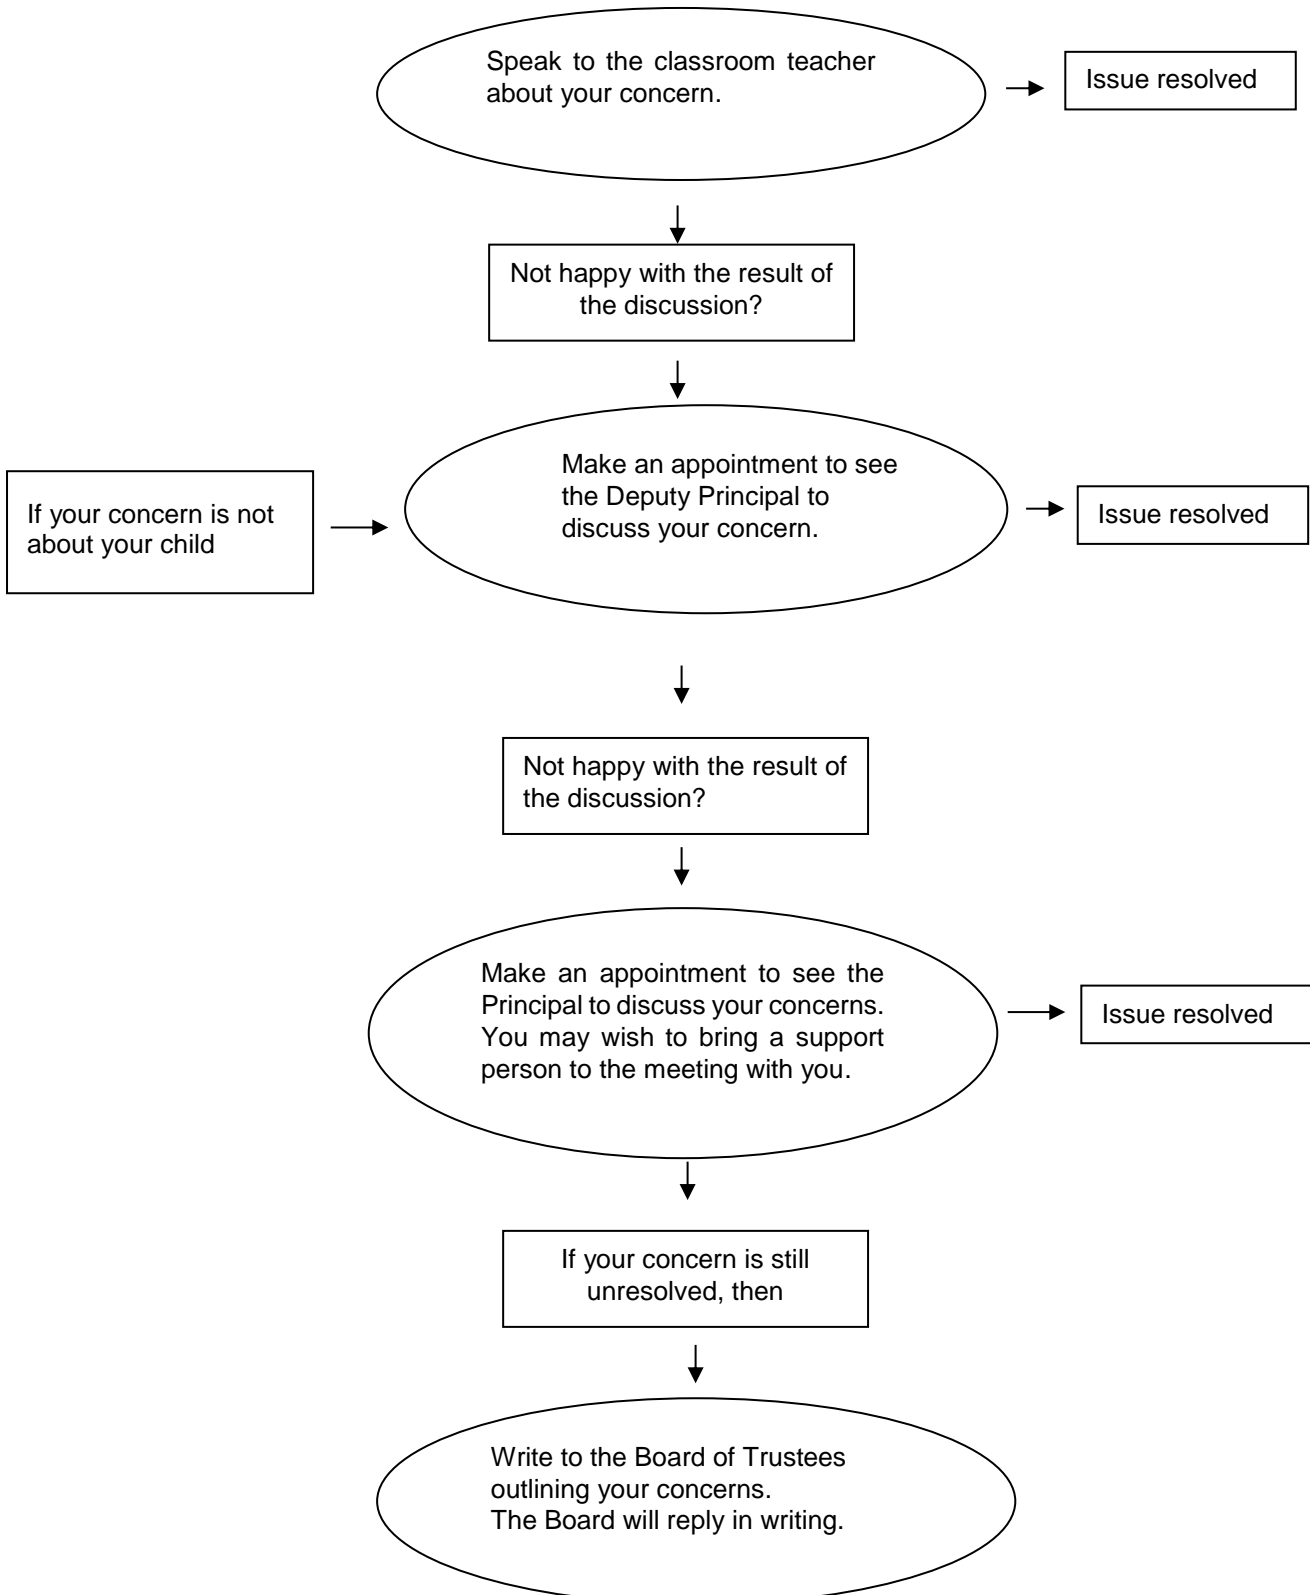 Speak to the classroom teacher
about your concern.
Issue resolved
Not happy with the result of
the discussion?
Make an appointment to see
the Deputy Principal to
discuss your concern.
If your concern is not
about your child
Issue resolved
Not happy with the result of
the discussion?
Make an appointment to see the
Principal to discuss your concerns.
You may wish to bring a support
person to the meeting with you.
Issue resolved
If your concern is still
unresolved, then
Write to the Board of Trustees
outlining your concerns.
The Board will reply in writing.